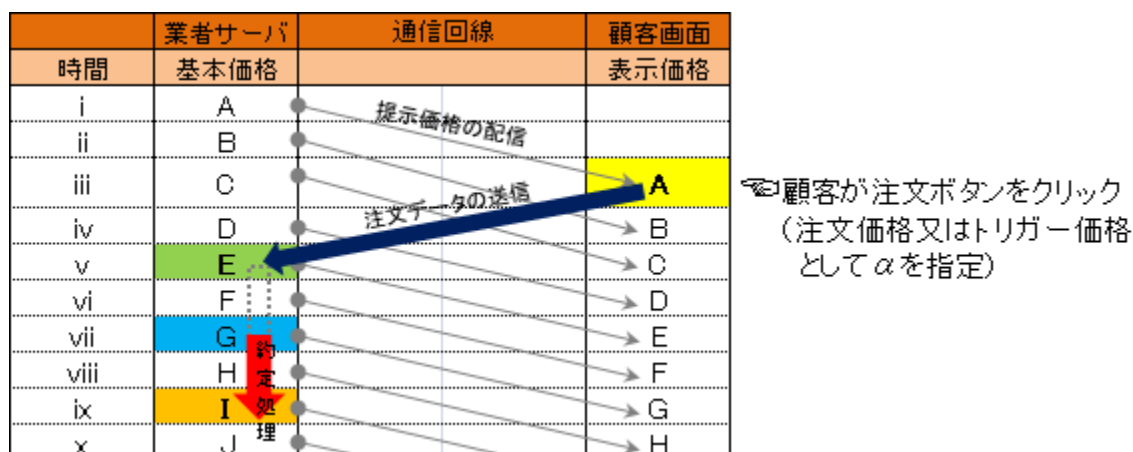 業者サーバ 通信回線 顧客画面
時間 基本価格 表示価格
i A
提示価格の配信
ii B
iii C A
注文データの送信
☜顧客が注文ボタンをクリック
(注文価格又はトリガー価格
としてαを指定)
iv D B
v E C
vi F D
vii G E
viii H F
ix I G
x J H
約定処理